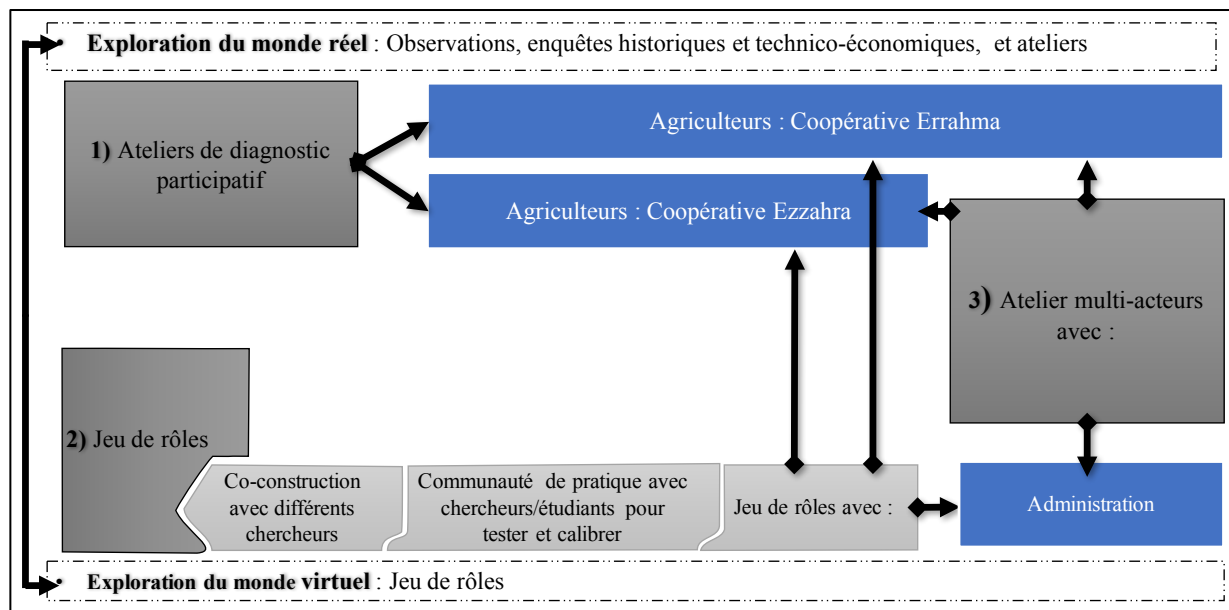 • Exploration du monde réel : Observations, enquêtes historiques et technico-économiques, et ateliers
1) Ateliers de diagnostic
participatif
Agriculteurs : Coopérative Errahma
Agriculteurs : Coopérative Ezzahra
3) Atelier multi-acteurs
avec :
2) Jeu de rôles
Co-construction
avec différents
chercheurs
Communauté de pratique avec
chercheurs/étudiants pour
tester et calibrer
Jeu de rôles avec :
Administration
• Exploration du monde virtuel : Jeu de rôles